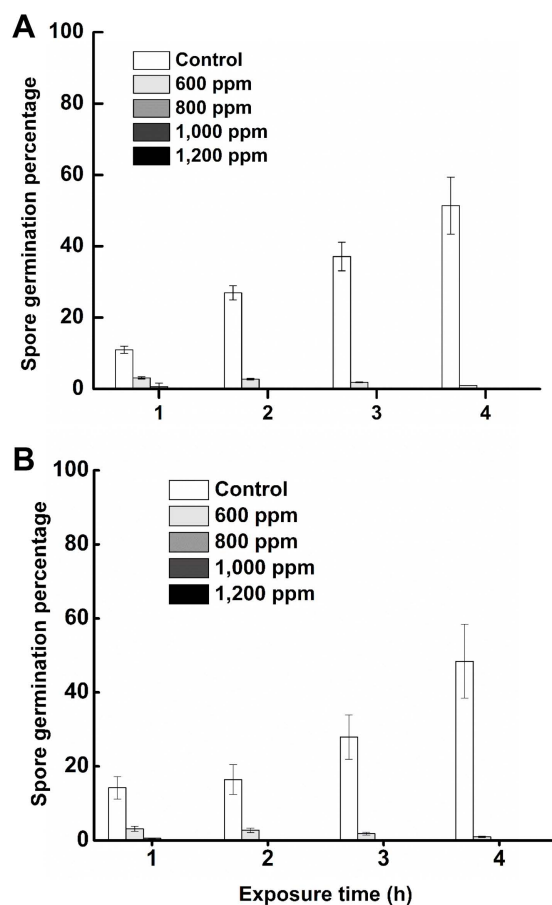 A
Spore germination percentage
100
80
60
40
20
0
Control
600 ppm
800 ppm
1,000 ppm
1,200 ppm
1 2 3 4
B
Spore germination percentage
100
80
60
40
20
0
Control
600 ppm
800 ppm
1,000 ppm
1,200 ppm
1 2 3 4
Exposure time (h)